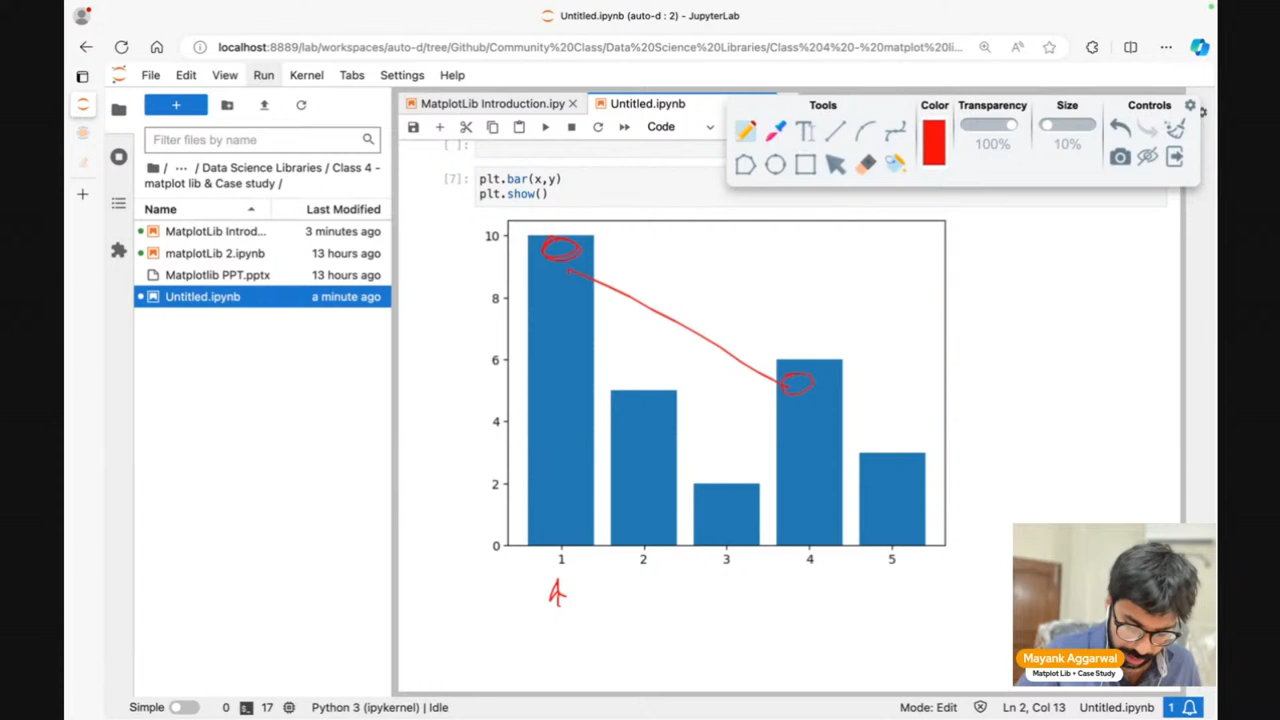 Untitled.ipynb (auto-d : 2) - JupyterLab
localhost:8889/lab/workspaces/auto-d/tree/Github/Community%20Class/Data%20Science%20Libraries/Class%204%20-%20matplot%20li...
File Edit View Run Kernel Tabs Settings Help
MatplotLib Introduction.ipy
Untitled.ipynb
Tools
Color
Transparency
Size
Controls
100%
10%
Code
Filter files by name
/ ... / Data Science Libraries / Class 4 -
matplot lib & Case study /
Name Last Modified
MatplotLib Introd... 3 minutes ago
matplotLib 2.ipynb 13 hours ago
Matplotlib PPT.pptx 13 hours ago
Untitled.ipynb a minute ago
[ ]:
[7]: plt.bar(x,y)
plt.show()
10
8
6
4
2
0
1 2 3 4 5
Mayank Aggarwal
Matplot Lib + Case Study
Simple 0 17 Python 3 (ipykernel) | Idle
Mode: Edit Ln 2, Col 13 Untitled.ipynb 1